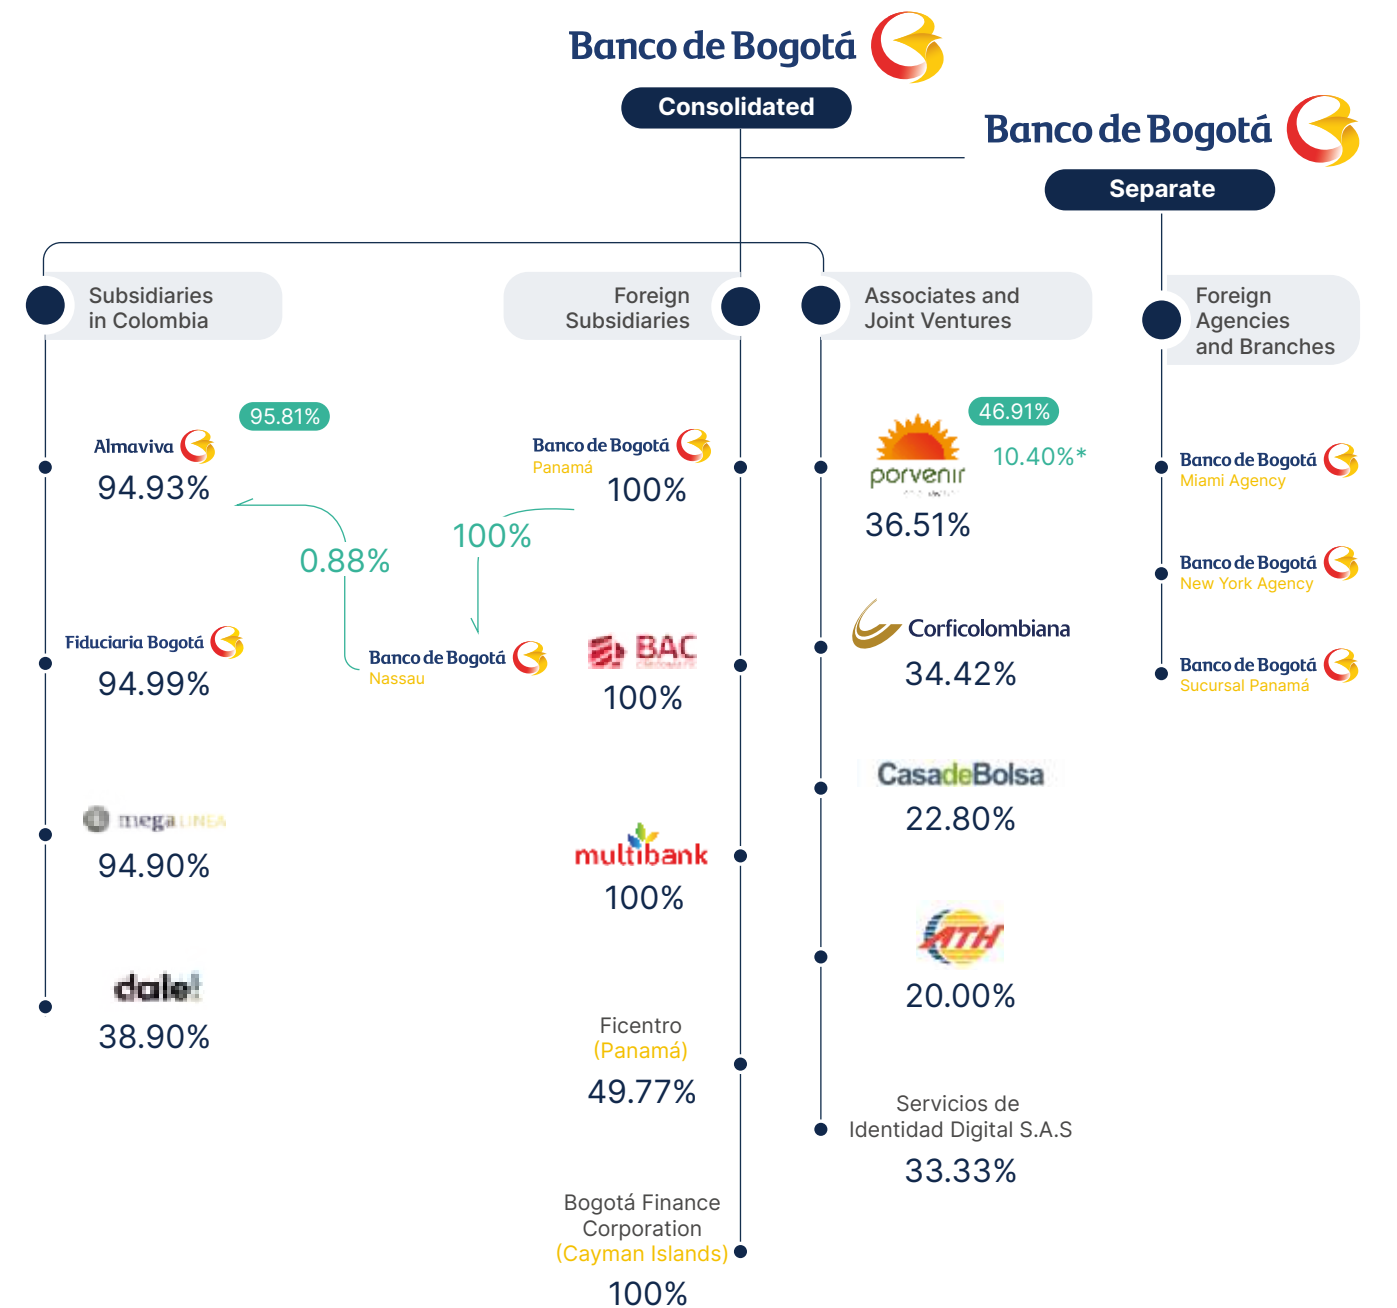 Banco de Bogotá
Consolidated
Banco de Bogotá
Separate
Subsidiaries
in Colombia
Foreign
Subsidiaries
Associates and
Joint Ventures
Foreign
Agencies
and Branches
95.81%
Almaviva
94.93%
0.88%
Fiduciaria Bogotá
94.99%
mega LINEA
94.90%
dale!
38.90%
Banco de Bogotá
Panamá
100%
100%
Banco de Bogotá
Nassau
BAC
100%
multibank
100%
Ficentro
(Panamá)
49.77%
Bogotá Finance
Corporation
(Cayman Islands)
100%
46.91%
10.40%*
porvenir
36.51%
Corficolombiana
34.42%
CasadeBolsa
22.80%
ATH
20.00%
Servicios de
Identidad Digital S.A.S
33.33%
Banco de Bogotá
Miami Agency
Banco de Bogotá
New York Agency
Banco de Bogotá
Sucursal Panamá